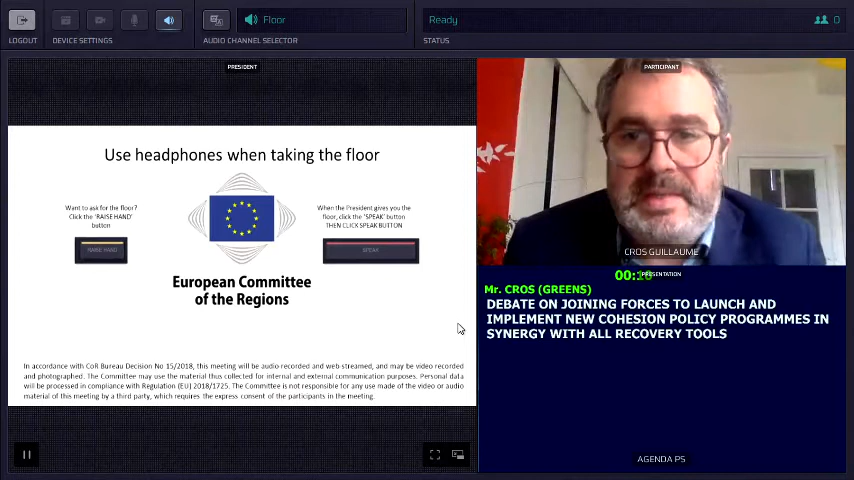 Floor
Ready
0
LOGOUT
DEVICE SETTINGS
AUDIO CHANNEL SELECTOR
STATUS
PRESIDENT
Use headphones when taking the floor
Want to ask for the floor?
Click the 'RAISE HAND'
button
RAISE HAND
When the President gives you the
floor, click the 'SPEAK' button
THEN CLICK SPEAK BUTTON
SPEAK
European Committee
of the Regions
In accordance with CoR Bureau Decision No 15/2018, this meeting will be audio recorded and web-streamed, and may be video recorded
and photographed. The Committee may use the material thus collected for internal and external communication purposes. Personal data
will be processed in compliance with Regulation (EU) 2018/1725. The Committee is not responsible for any use made of the video or audio
material of this meeting by a third party, which requires the express consent of the participants in the meeting.
PARTICIPANT
CROS GUILLAUME
PRESENTATION
Mr. CROS (GREENS)
DEBATE ON JOINING FORCES TO LAUNCH AND
IMPLEMENT NEW COHESION POLICY PROGRAMMES IN
SYNERGY WITH ALL RECOVERY TOOLS
AGENDA PS